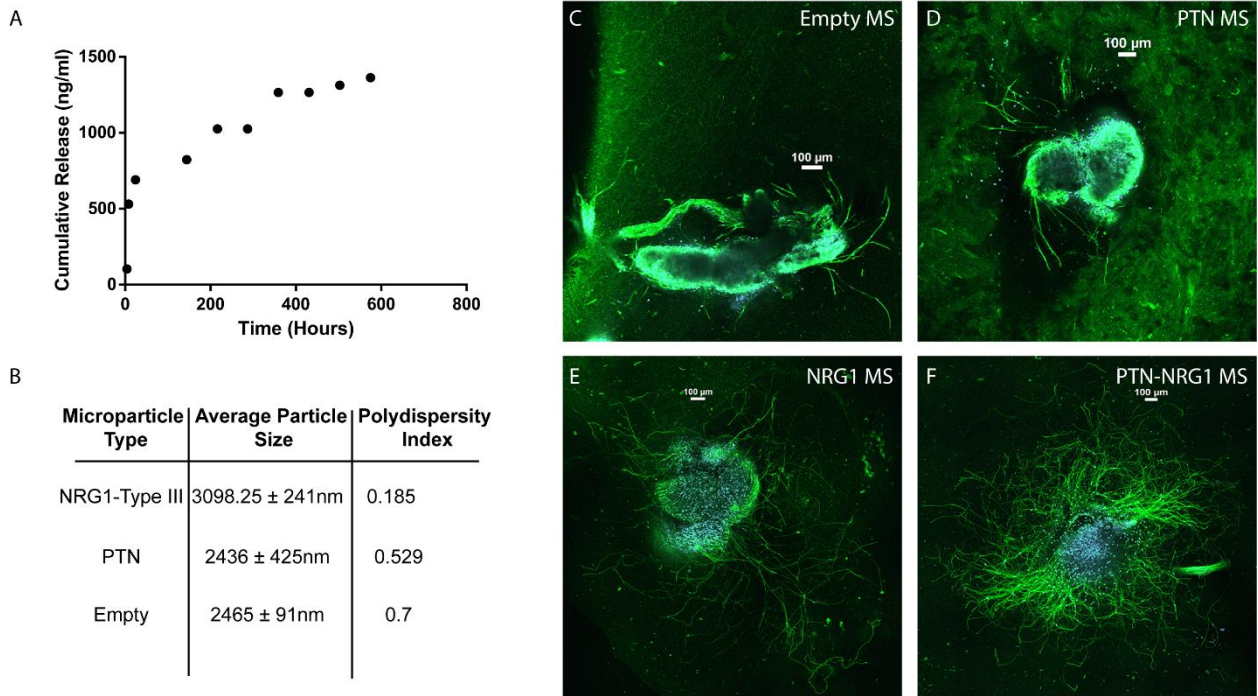 A
1500
1000
500
0
Cumulative Release (ng/ml)
0 200 400 600 800
Time (Hours)
B
Microparticle Type | Average Particle Size | Polydispersity Index
NRG1-Type III 3098.25 ± 241nm 0.185
PTN 2436 ± 425nm 0.529
Empty 2465 ± 91nm 0.7
C Empty MS
100 µm
D PTN MS
100 µm
E NRG1 MS
100 µm
F PTN-NRG1 MS
100 µm